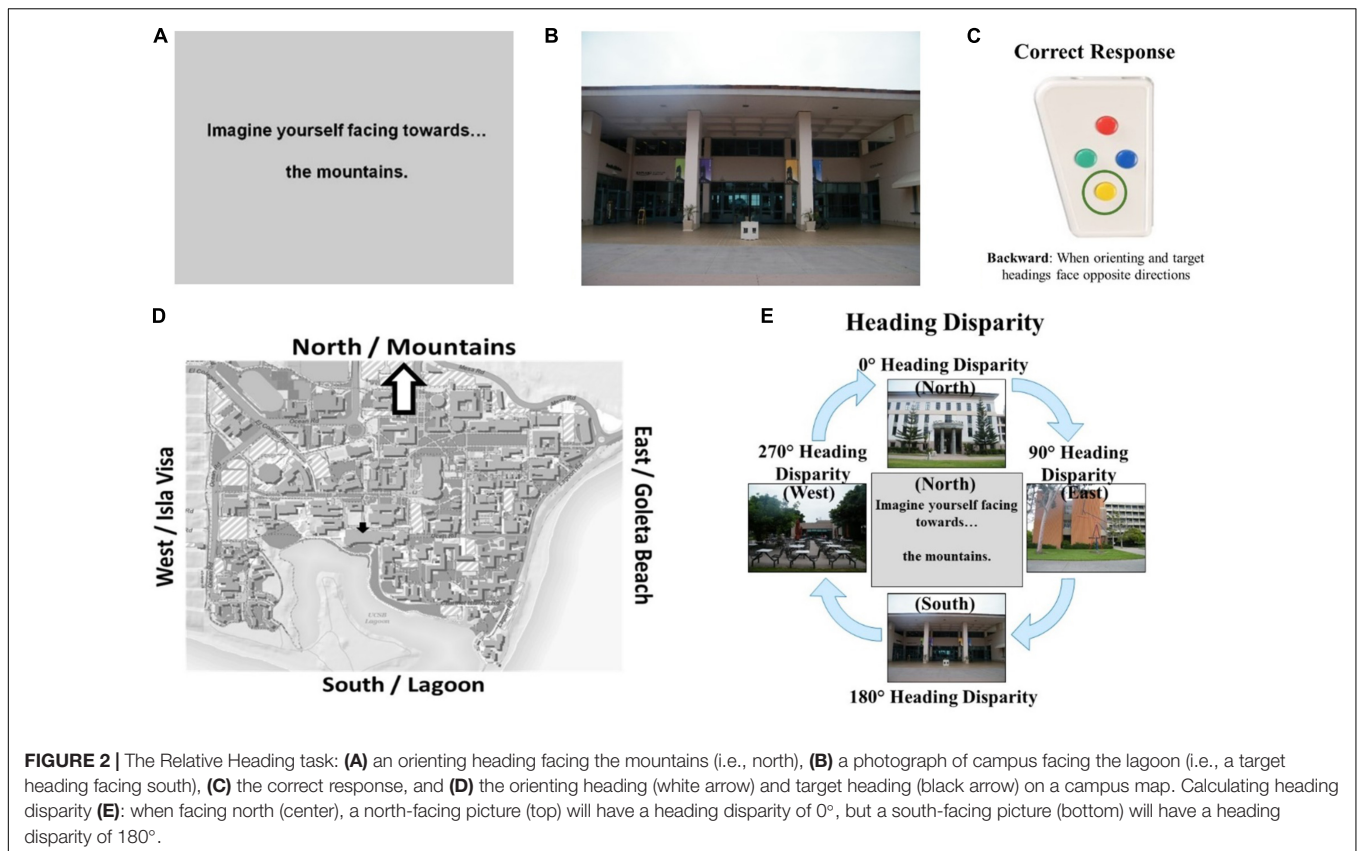 A
Imagine yourself facing towards...
the mountains.
B
C
Correct Response
Backward: When orienting and target
headings face opposite directions
D
North / Mountains
West / Isla Visa
East / Goleta Beach
UCSB
Lagoon
South / Lagoon
E
Heading Disparity
0° Heading Disparity
(North)
270° Heading
Disparity
(West)
90° Heading
Disparity
(East)
(North)
Imagine yourself facing
towards…
the mountains.
(South)
180° Heading Disparity
FIGURE 2 | The Relative Heading task: (A) an orienting heading facing the mountains (i.e., north), (B) a photograph of campus facing the lagoon (i.e., a target
heading facing south), (C) the correct response, and (D) the orienting heading (white arrow) and target heading (black arrow) on a campus map. Calculating heading
disparity (E): when facing north (center), a north-facing picture (top) will have a heading disparity of 0°, but a south-facing picture (bottom) will have a heading
disparity of 180°.